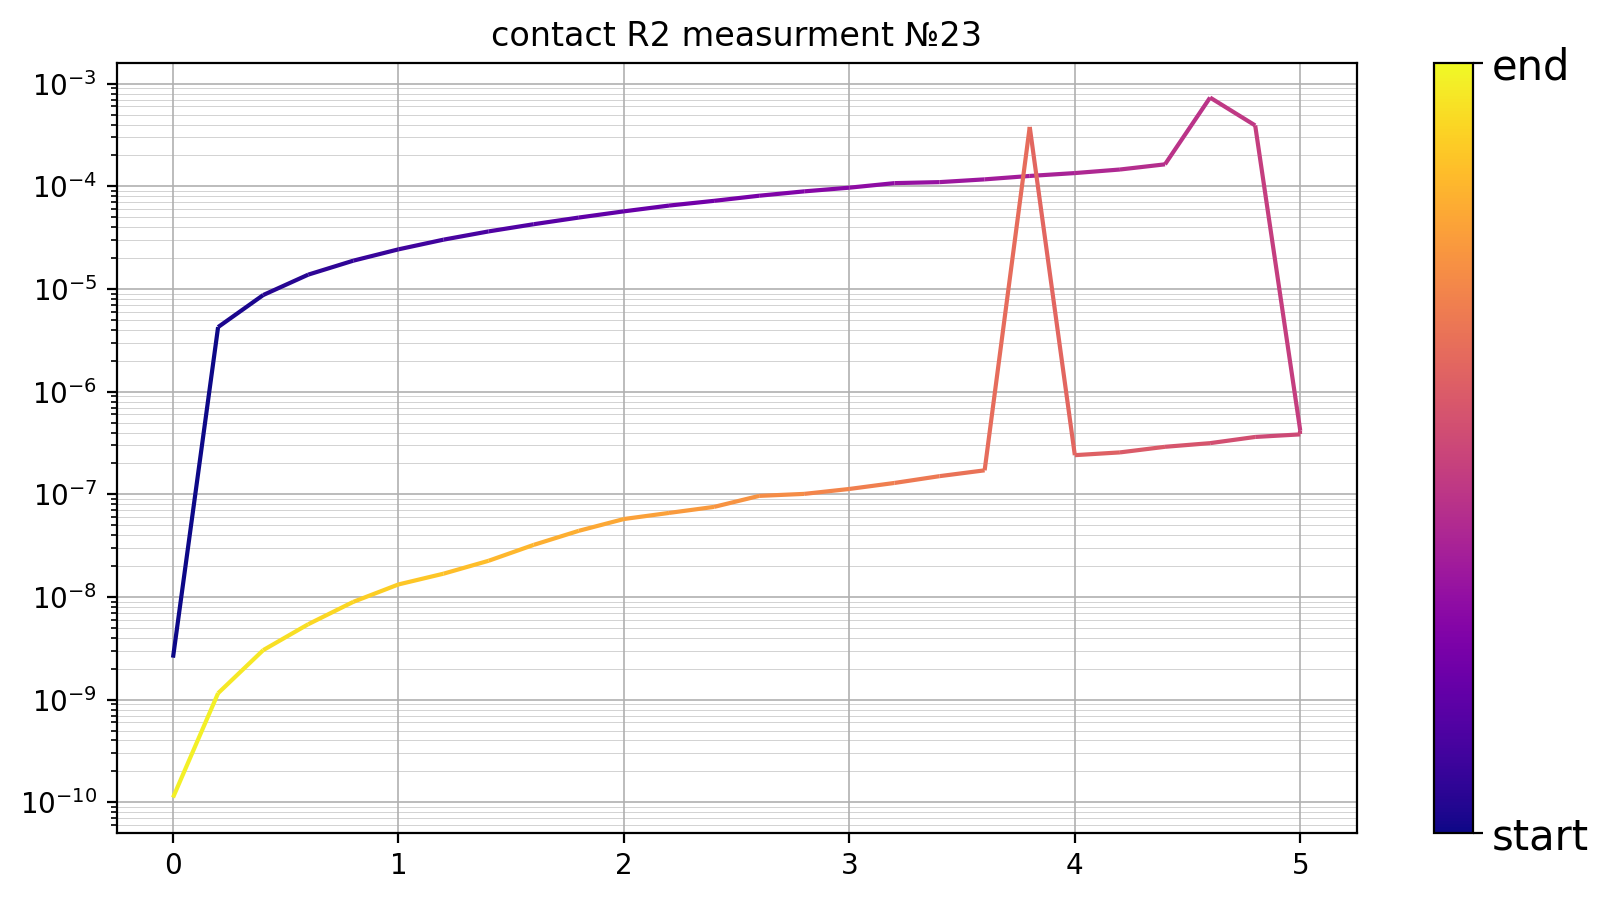 contact R2 measurment №23
10⁻³
10⁻⁴
10⁻⁵
10⁻⁶
10⁻⁷
10⁻⁸
10⁻⁹
10⁻¹⁰
0 1 2 3 4 5
end
start